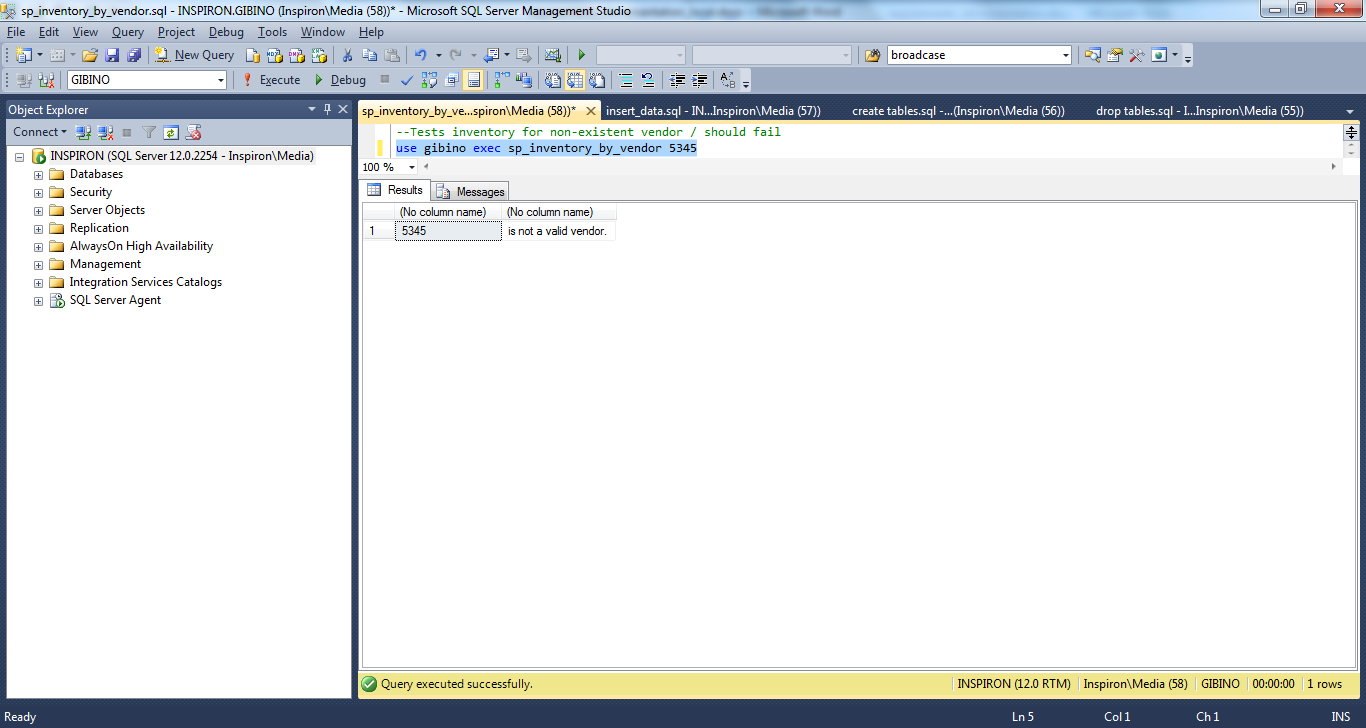 sp_inventory_by_vendor.sql - INSPIRON.GIBINO (Inspiron\Media (58))* - Microsoft SQL Server Management Studio
File Edit View Query Project Debug Tools Window Help
New Query broadcase
GIBINO Execute Debug
Object Explorer
Connect
INSPIRON (SQL Server 12.0.2254 - Inspiron\Media)
Databases
Security
Server Objects
Replication
AlwaysOn High Availability
Management
Integration Services Catalogs
SQL Server Agent
sp_inventory_by_ve...spiron\Media (58))* insert_data.sql - IN...Inspiron\Media (57)) create tables.sql -...(Inspiron\Media (56)) drop tables.sql - I...Inspiron\Media (55))
--Tests inventory for non-existent vendor / should fail
use gibino exec sp_inventory_by_vendor 5345
100 %
Results Messages
(No column name) (No column name)
1 5345 is not a valid vendor.
Query executed successfully. INSPIRON (12.0 RTM) Inspiron\Media (58) GIBINO 00:00:00 1 rows
Ready Ln 5 Col 1 Ch 1 INS